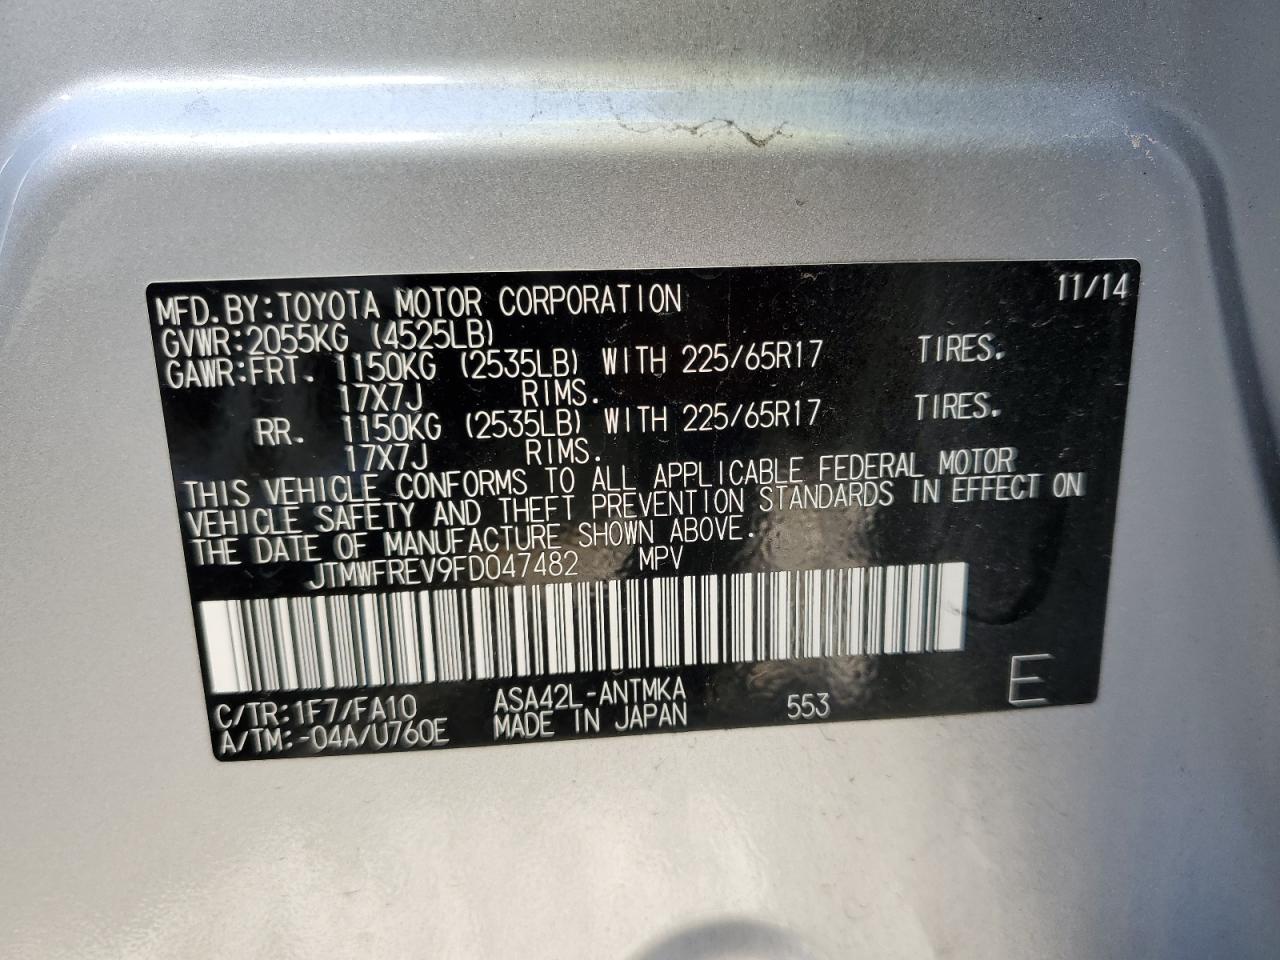 MFD.BY:TOYOTA MOTOR CORPORATION 11/14
GVWR:2055KG (4525LB)
GAWR:FRT. 1150KG (2535LB) WITH 225/65R17 TIRES.
17X7J RIMS.
RR. 1150KG (2535LB) WITH 225/65R17 TIRES.
17X7J RIMS.
THIS VEHICLE CONFORMS TO ALL APPLICABLE FEDERAL MOTOR
VEHICLE SAFETY AND THEFT PREVENTION STANDARDS IN EFFECT ON
THE DATE OF MANUFACTURE SHOWN ABOVE.
JTMWFREV9FD047482 MPV
C/TR:1F7/FA10 ASA42L-ANTMKA 553 E
A/TM:-04A/U760E MADE IN JAPAN